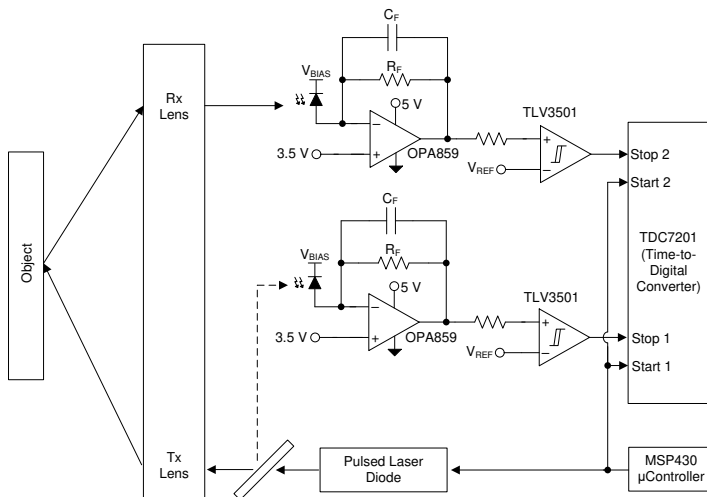 C_F
R_F
V_BIAS
5 V
TLV3501
Rx
Lens
−
+
3.5 V
OPA859
+
−
V_REF
Stop 2
Start 2
Object
TDC7201
(Time-to-
Digital
Converter)
C_F
R_F
V_BIAS
5 V
TLV3501
−
+
3.5 V
OPA859
+
−
V_REF
Stop 1
Start 1
Tx
Lens
Pulsed Laser
Diode
MSP430
µController